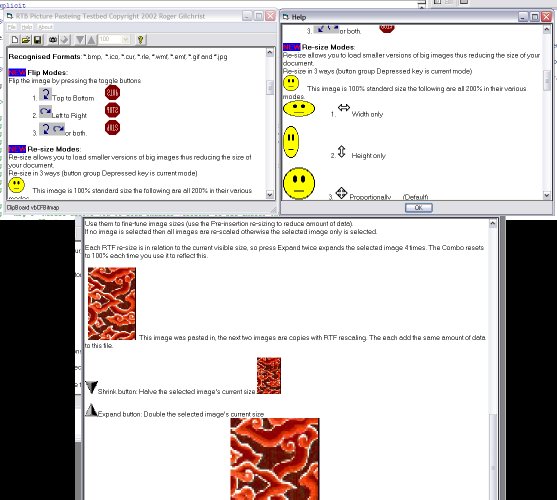 xplicit
RTB Picture Pasteing Testbed Copyright 2002 Roger Gilchrist
File Help About
100
Recognised Formats: *.bmp, *.ico, *.cur, *.rle, *.wmf, *.emf, *.gif and *.jpg
NEW Flip Modes:
Flip the image by pressing the toggle buttons
1. Top to Bottom
2. Left to Right
3. or both.
NEW Re-size Modes:
Re-size allows you to load smaller versions of big images thus reducing the size of
your document.
Re-size in 3 ways (button group Depressed key is current mode)
This image is 100% standard size the following are all 200% in their various
modes.
ClipBoard vbCFBitmap
Help
3. or both.
NEW Re-size Modes:
Re-size allows you to load smaller versions of big images thus reducing the size of your
document.
Re-size in 3 ways (button group Depressed key is current mode)
This image is 100% standard size the following are all 200% in their various
modes.
1. Width only
2. Height only
3. Proportionally (Default)
OK
Use them to fine-tune image sizes (use the Pre-insertion re-sizing to reduce amount of data).
If no image is selected then all images are re-scaled otherwise the selected image only is selected.
Each RTF re-size is in relation to the current visible size, so press Expand twice expands the selected image 4 times. The Combo resets
to 100% each time you use it to reflect this.
This image was pasted in, the next two images are copies with RTF rescaling. The each add the same amount of data
to this file.
Shrink button: Halve the selected image's current size
Expand button: Double the selected image's current size